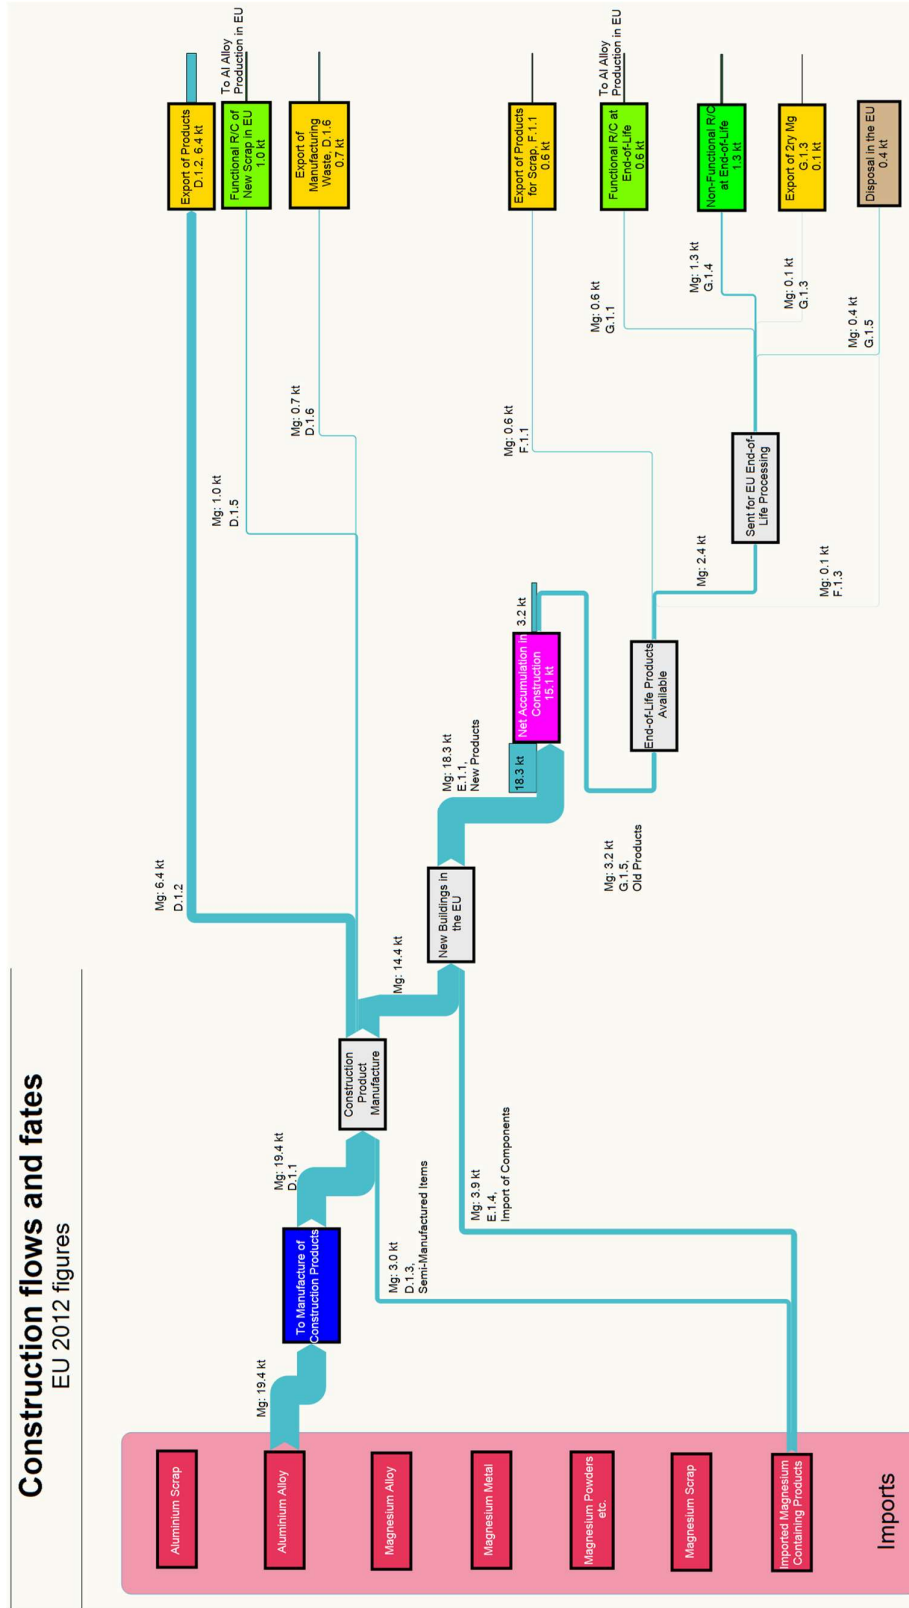 Construction flows and fates
EU 2012 figures
Aluminium Scrap
Aluminium Alloy
Magnesium Alloy
Magnesium Metal
Magnesium Powders
etc.
Magnesium Scrap
Imported Magnesium
Containing Products
Imports
Mg: 19.4 kt
To Manufacture of
Construction Products
Mg: 19.4 kt
D.1.1
Mg: 3.0 kt
D.1.3,
Semi-Manufactured Items
Mg: 3.9 kt
E.1.4,
Import of Components
Construction
Product
Manufacture
Mg: 14.4 kt
New Buildings in
the EU
Mg: 6.4 kt
D.1.2
Mg: 18.3 kt
E.1.1,
New Products
18.3 kt
Net Accumulation in
Construction
15.1 kt
3.2 kt
Mg: 3.2 kt
G.1.5,
Old Products
End-of-Life Products
Available
Mg: 2.4 kt
Mg: 0.1 kt
F.1.3
Sent for EU End-of-
Life Processing
Mg: 1.0 kt
D.1.5
Mg: 0.7 kt
D.1.6
Mg: 0.6 kt
F.1.1
Mg: 0.6 kt
G.1.1
Mg: 1.3 kt
G.1.4
Mg: 0.1 kt
G.1.3
Mg: 0.4 kt
G.1.5
Export of Products
D.1.2, 6.4 kt
Functional R/C of
New Scrap in EU
1.0 kt
To Al Alloy
Production in EU
Export of
Manufacturing
Waste, D.1.6
0.7 kt
Export of Products
for Scrap, F.1.1
0.6 kt
Functional R/C at
End-of-Life
0.6 kt
To Al Alloy
Production in EU
Non-Functional R/C
at End-of-Life
1.3 kt
Export of 2ry Mg
G.1.3
0.1 kt
Disposal in the EU
0.4 kt